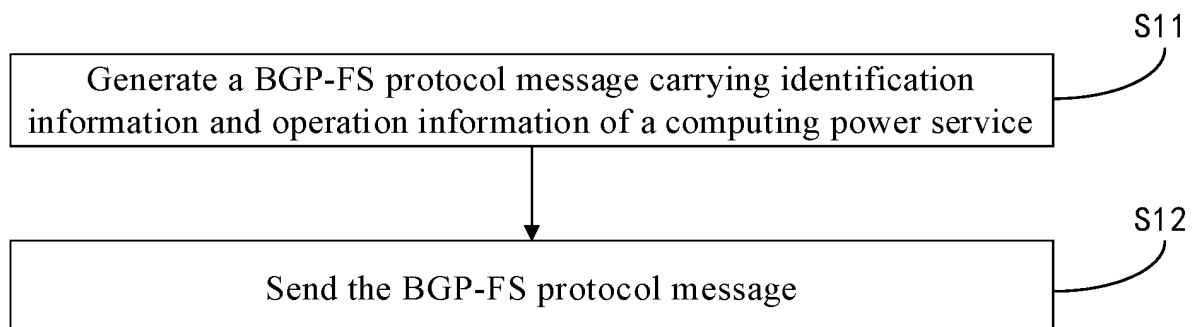 S11
Generate a BGP-FS protocol message carrying identification
information and operation information of a computing power service
S12
Send the BGP-FS protocol message